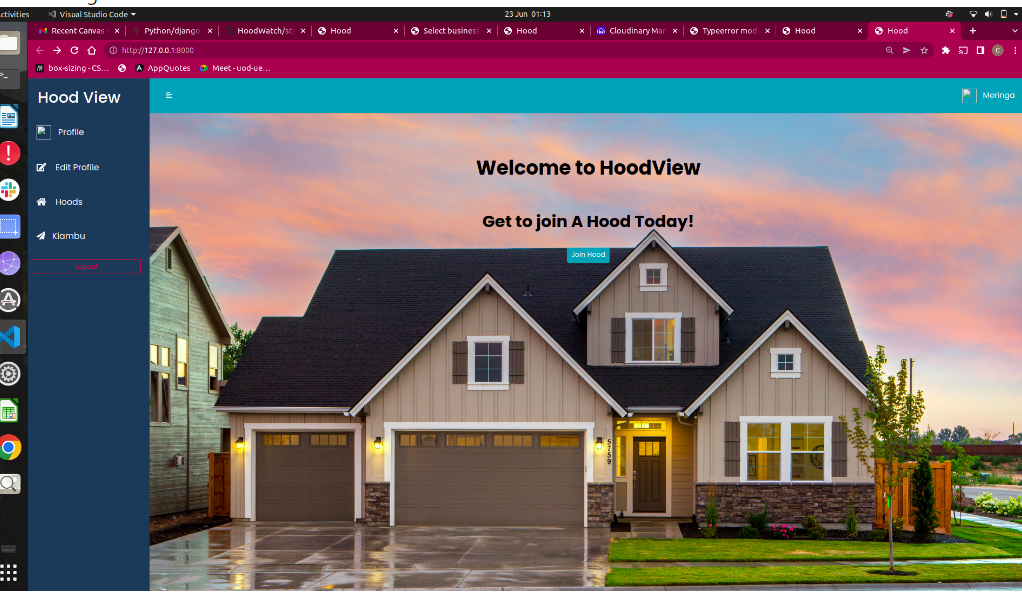 ctivities
Visual Studio Code
23 Jun 01:13
Recent Canvas
Python/django
HoodWatch/st
Hood
Select business
Hood
Cloudinary Mar
Typeerror mod
Hood
Hood
http://127.0.0.1:8000
C
box-sizing - CS...
AppQuotes
Meet - uod-ue...
Hood View
Moringa
Profile
Edit Profile
Hoods
Kiambu
Logout
Welcome to HoodView
Get to join A Hood Today!
Join Hood
5759